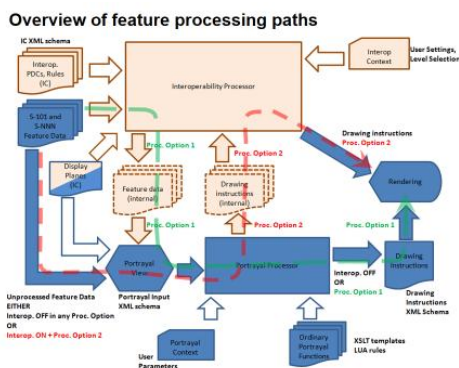 Overview of feature processing paths
IC XML schema
Interop.
PDCs, Rules
(IC)
Interoperability Processor
Interop
Context
User Settings,
Level Selection
S-101 and
S-NNN
Feature Data
Proc. Option 1
Proc. Option 2
Drawing instructions
Proc. Option 2
Display
Planes
(IC)
Feature data
(internal)
Drawing
instructions
(internal)
Rendering
Proc. Option 1
Proc. Option 2
Proc. Option 1
Portrayal
View
Portrayal Processor
Interop. OFF
OR
Proc. Option 1
Drawing
Instructions
Unprocessed Feature Data
EITHER
Interop. OFF in any Proc. Option
OR
Interop. ON + Proc. Option 2
Portrayal Input
XML schema
Drawing
Instructions
XML Schema
Portrayal
Context
User
Parameters
Ordinary
Portrayal
Functions
XSLT templates
LUA rules